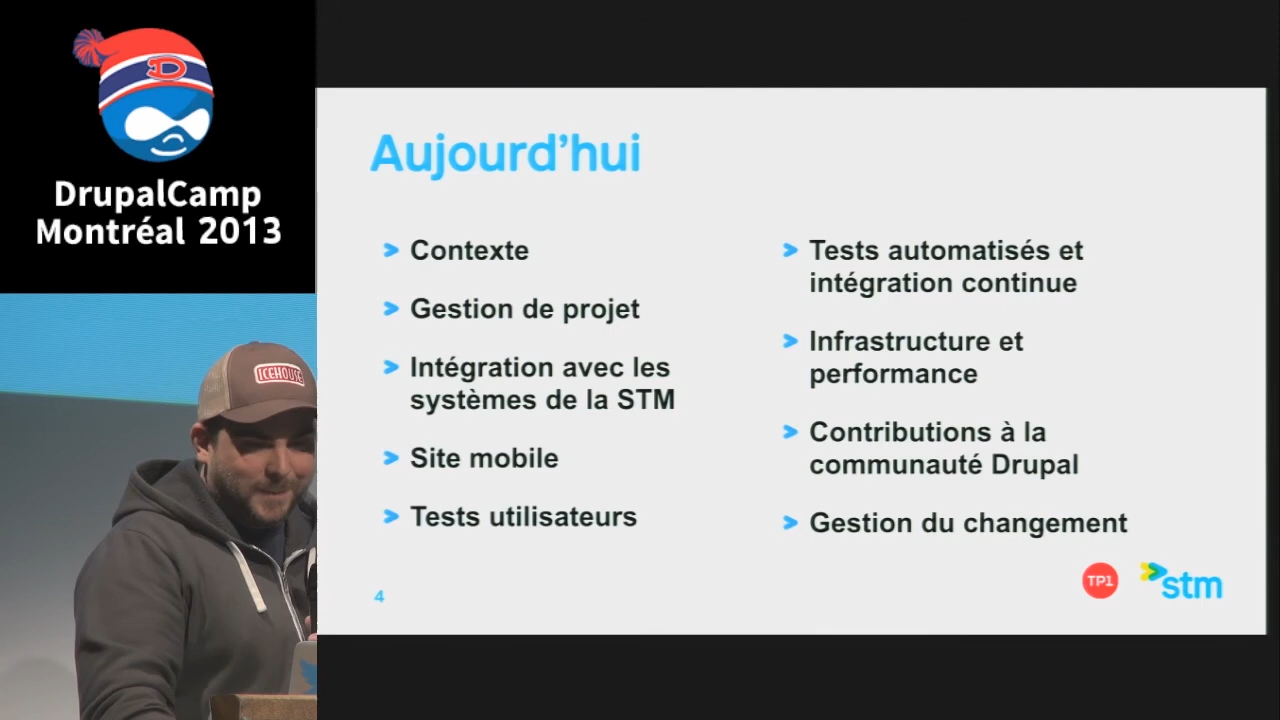 D
DrupalCamp
Montréal 2013
ICEHOUSE
Aujourd'hui
Contexte
Gestion de projet
Intégration avec les
systèmes de la STM
Site mobile
Tests utilisateurs
Tests automatisés et
intégration continue
Infrastructure et
performance
Contributions à la
communauté Drupal
Gestion du changement
4
TP1
stm